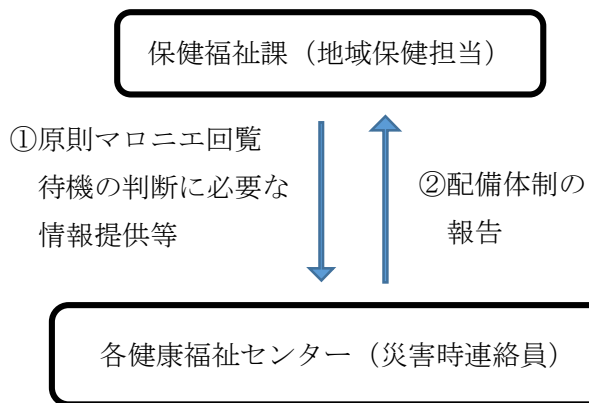 保健福祉課（地域保健担当）
①原則マロニエ回覧
待機の判断に必要な
情報提供等
②配備体制の
報告
各健康福祉センター（災害時連絡員）